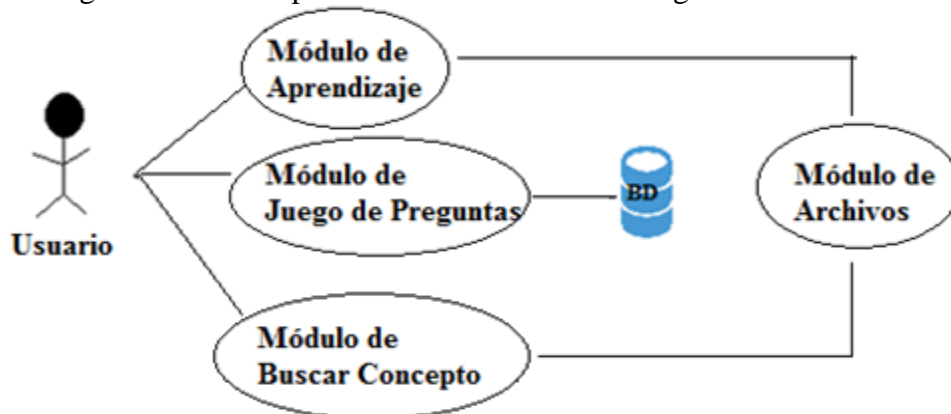 Módulo de
Aprendizaje
Módulo de
Juego de Preguntas
BD
Módulo de
Archivos
Usuario
Módulo de
Buscar Concepto